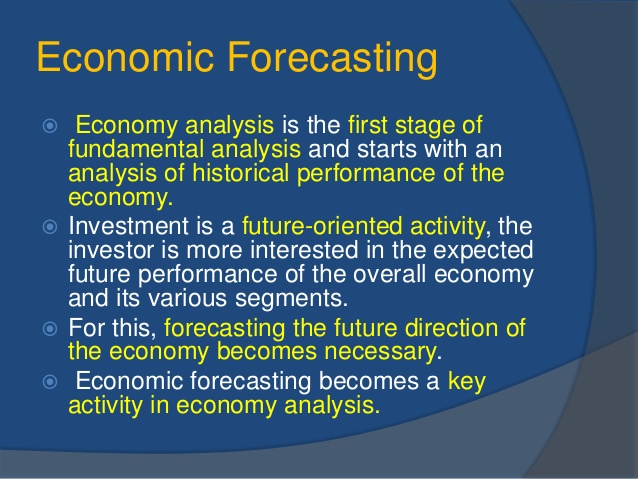 Economic Forecasting
Economy analysis is the first stage of
fundamental analysis and starts with an
analysis of historical performance of the
economy.
Investment is a future-oriented activity, the
investor is more interested in the expected
future performance of the overall economy
and its various segments.
For this, forecasting the future direction of
the economy becomes necessary.
Economic forecasting becomes a key
activity in economy analysis.